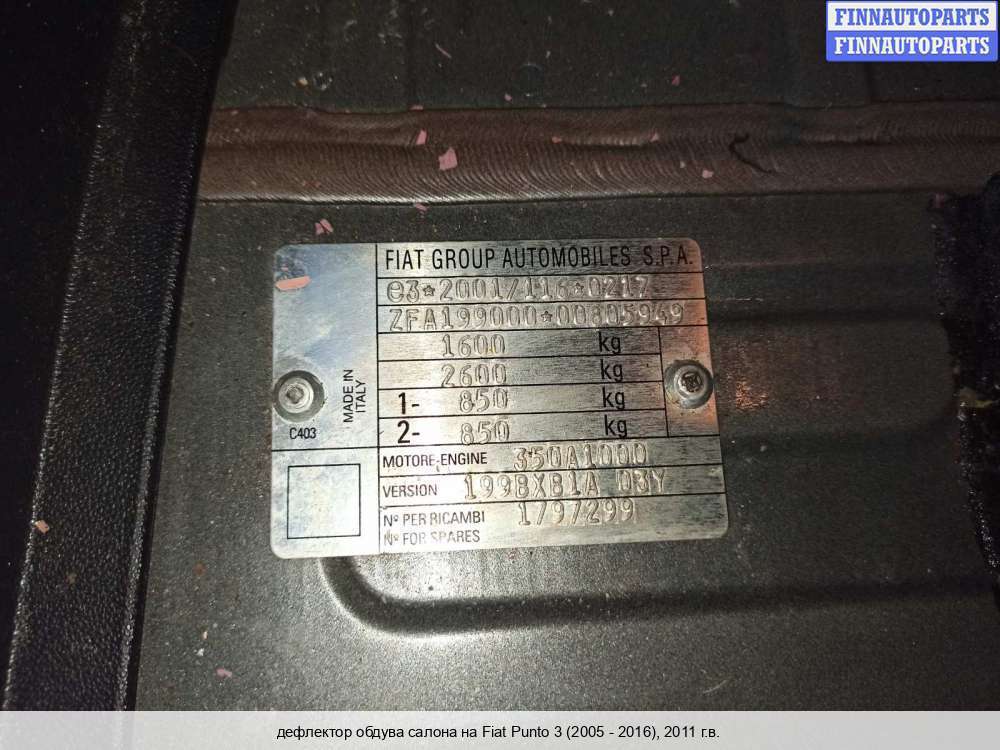 FINNAUTOPARTS
FINNAUTOPARTS
FIAT GROUP AUTOMOBILES S.P.A.
e3*2001/116*0217
ZFA199000*00805949
1600 kg
2600 kg
1- 850 kg
2- 850 kg
MADE IN
ITALY
C403
MOTORE-ENGINE 350A1000
VERSION 199BXB1A 03Y
Nº PER RICAMBI 1797299
Nº FOR SPARES
дефлектор обдува салона на Fiat Punto 3 (2005 - 2016), 2011 г.в.